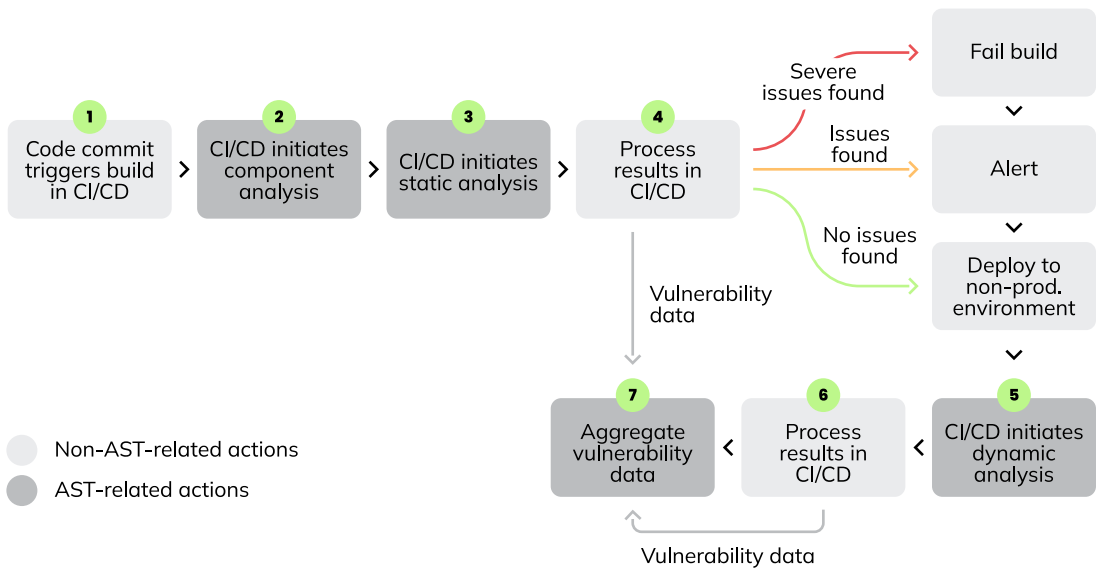 1
Code commit
triggers build
in CI/CD
2
CI/CD initiates
component
analysis
3
CI/CD initiates
static analysis
4
Process
results in
CI/CD
Severe
issues found
Issues
found
No issues
found
Fail build
Alert
Deploy to
non-prod.
environment
Vulnerability
data
5
CI/CD initiates
dynamic
analysis
6
Process
results in
CI/CD
7
Aggregate
vulnerability
data
Vulnerability data
Non-AST-related actions
AST-related actions